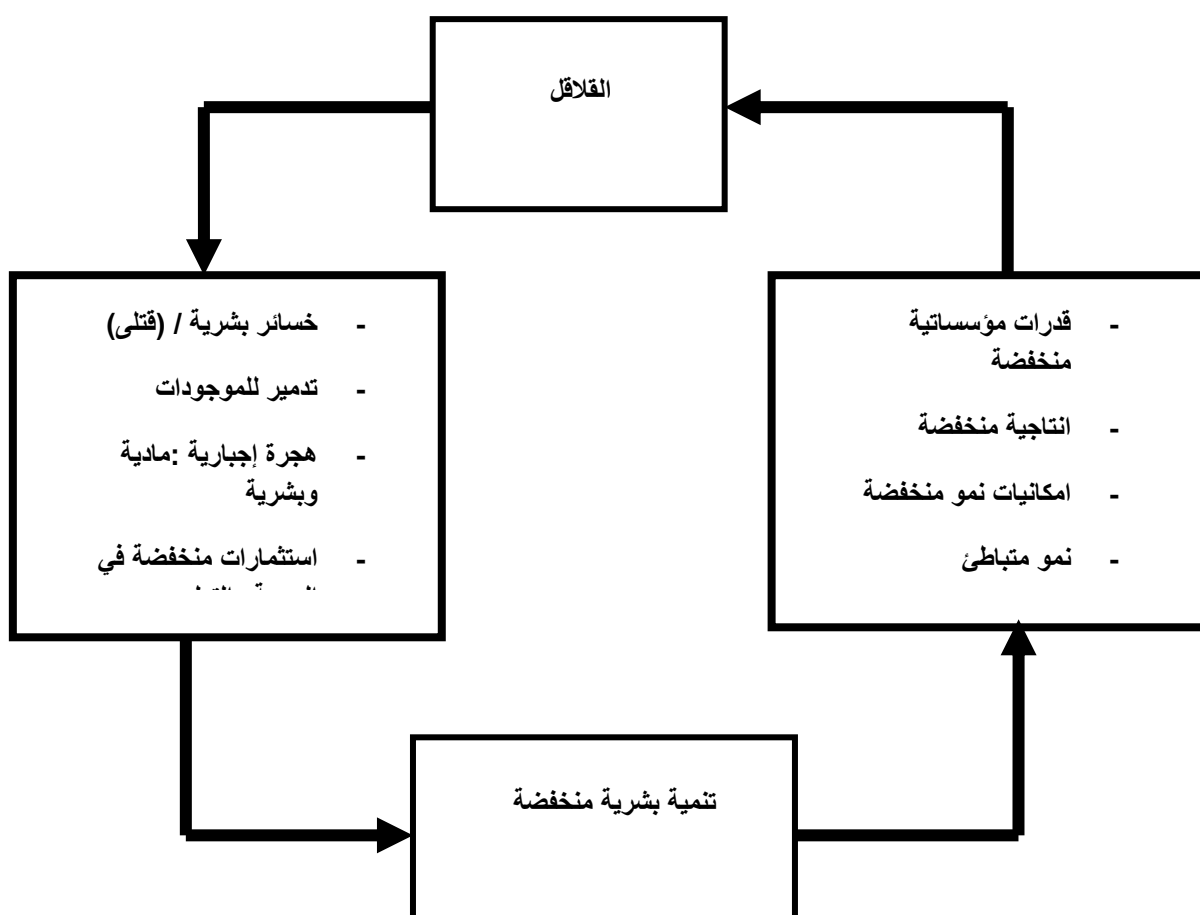 القلاقل
- خسائر بشرية / (قتلى)
- تدمير للموجودات
- هجرة إجبارية :مادية
وبشرية
- استثمارات منخفضة في
- قدرات مؤسساتية
منخفضة
- انتاجية منخفضة
- امكانيات نمو منخفضة
- نمو متباطئ
تنمية بشرية منخفضة